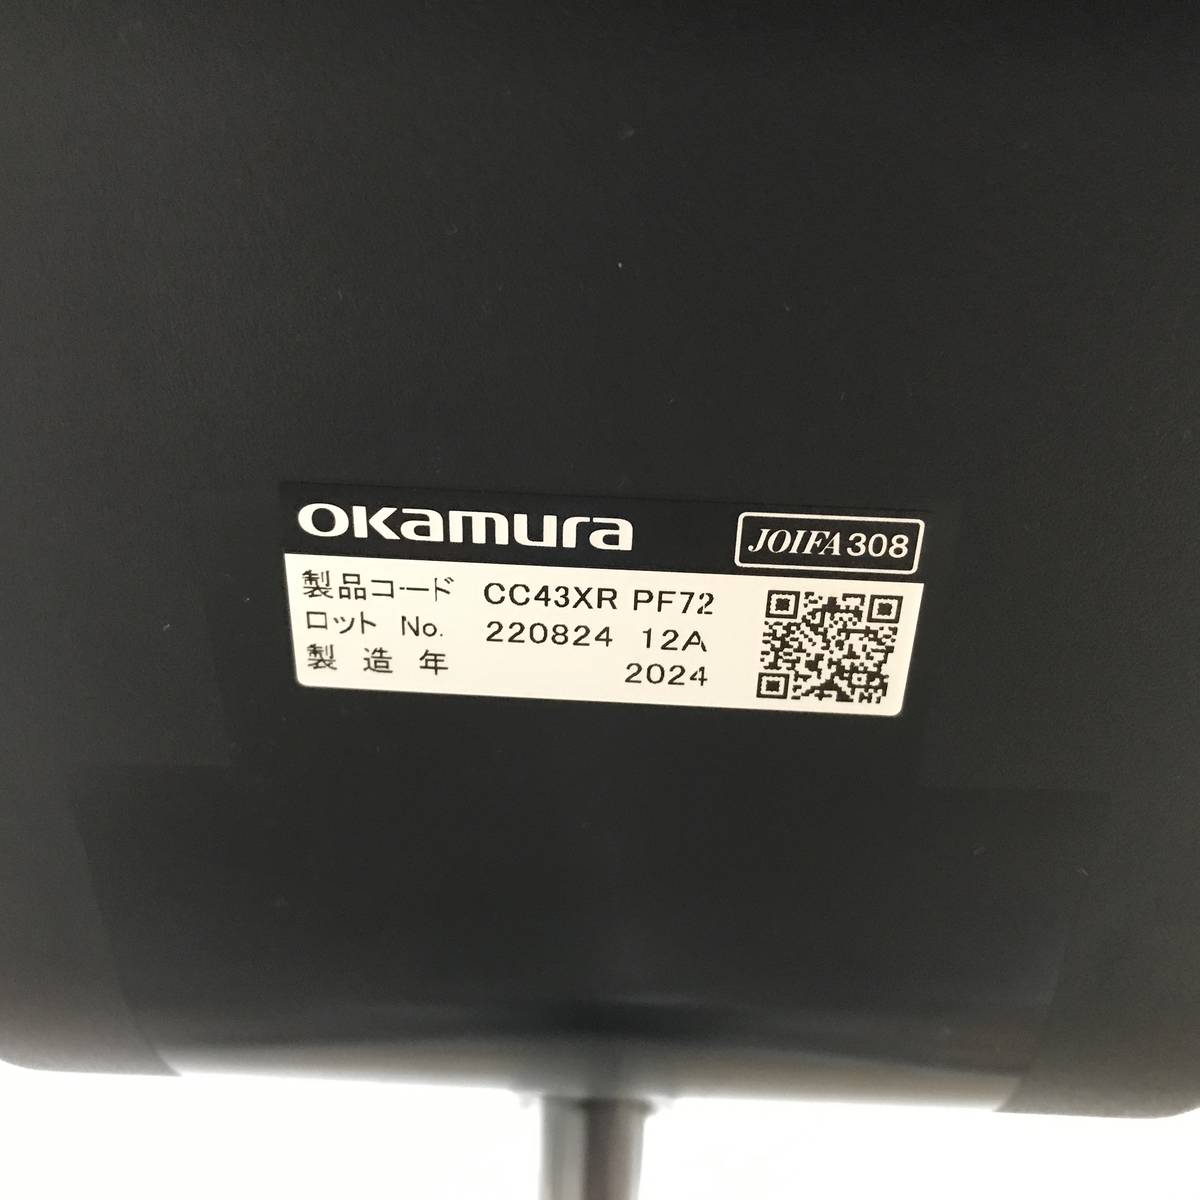 OKamura
JOIFA308
製品コード CC43XR PF72
ロット No. 220824 12A
製造年 2024